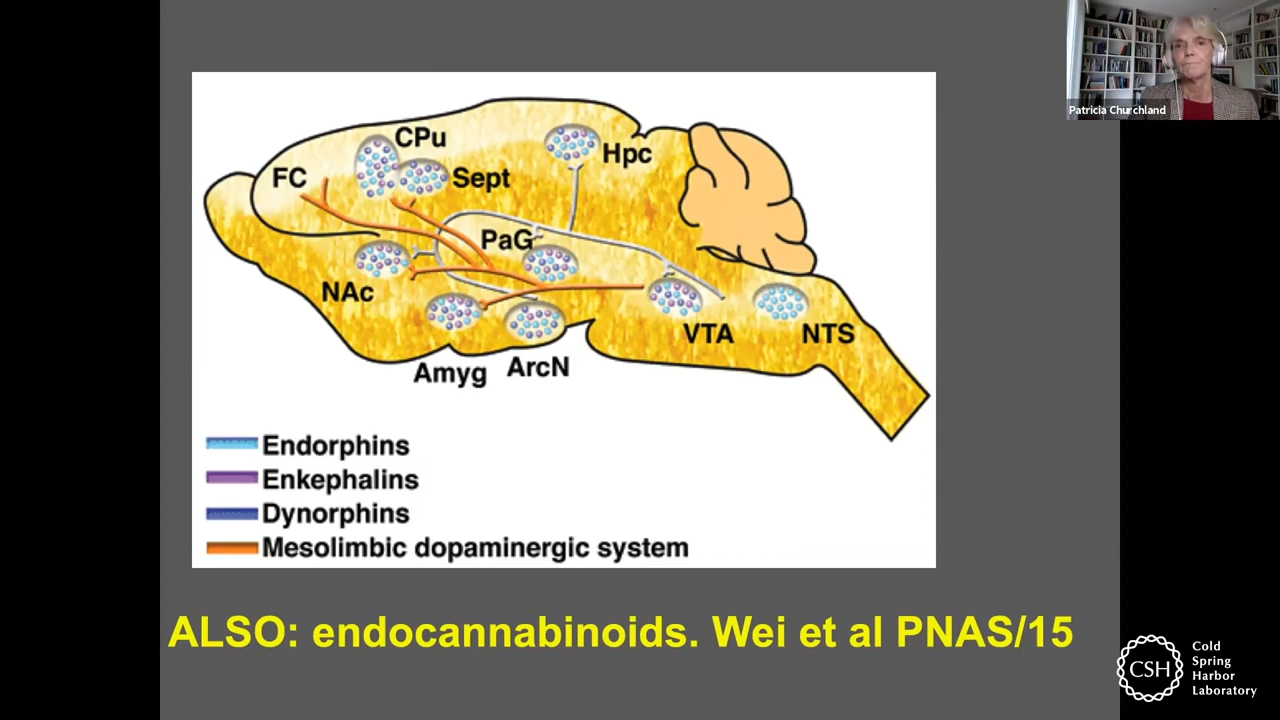 Patricia Churchland
CPu
Hpc
FC
Sept
PaG
NAc
VTA
NTS
Amyg
ArcN
Endorphins
Enkephalins
Dynorphins
Mesolimbic dopaminergic system
ALSO: endocannabinoids. Wei et al PNAS/15
CSH
Cold
Spring
Harbor
Laboratory